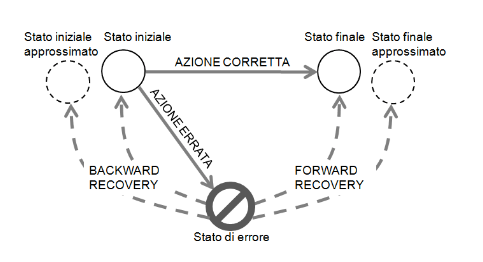 Stato iniziale
approssimato
Stato iniziale
Stato finale
Stato finale
approssimato
AZIONE CORRETTA
AZIONE ERRATA
BACKWARD
RECOVERY
FORWARD
RECOVERY
Stato di errore